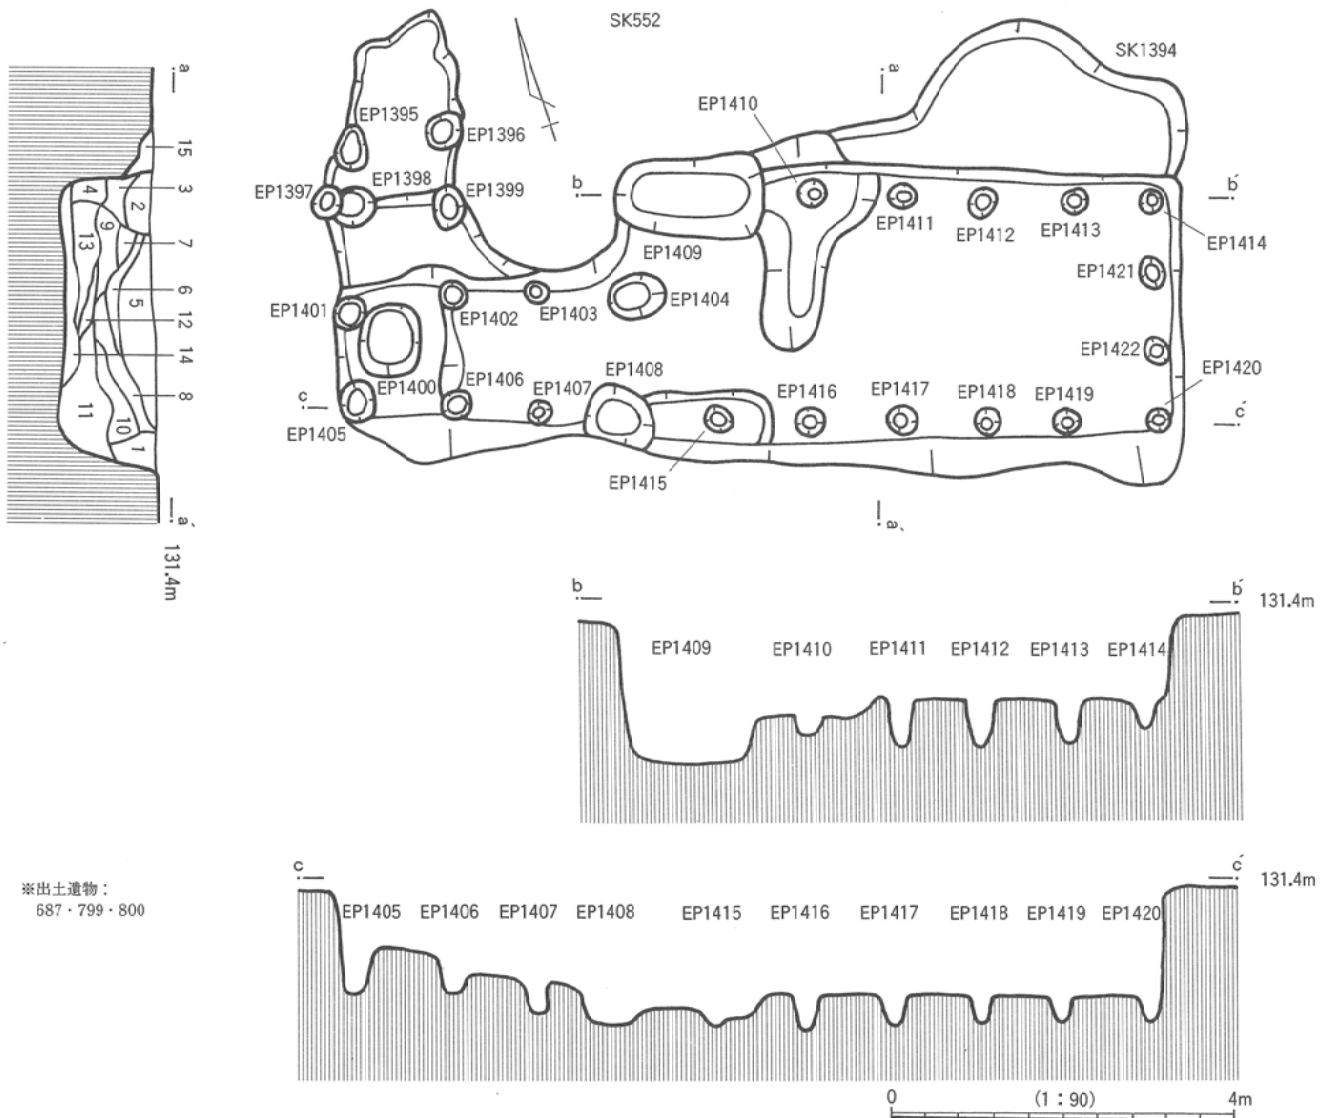 SK552
SK1394
a
a
EP1410
EP1395
EP1396
15
EP1397
EP1398
EP1399
b
b´
4
3
2
EP1411
EP1412
EP1413
EP1414
9
13
7
EP1409
EP1421
6
5
EP1404
EP1401
EP1402
EP1403
12
14
EP1422
EP1400
EP1406
EP1407
EP1408
EP1416
EP1417
EP1418
EP1419
EP1420
8
c
c´
11
10
EP1405
1
EP1415
a´
a´
131.4m
b
b´
131.4m
EP1409
EP1410
EP1411
EP1412
EP1413
EP1414
c
c´
131.4m
※出土遺物：
687・799・800
EP1405
EP1406
EP1407
EP1408
EP1415
EP1416
EP1417
EP1418
EP1419
EP1420
0
(1：90)
4m